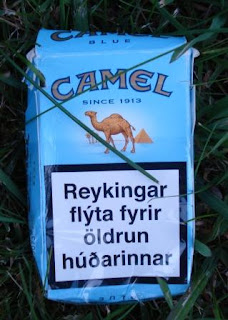 BLUE
CAMEL
SINCE 1913
Reykingar
flýta fyrir
öldrun
húðarinnar